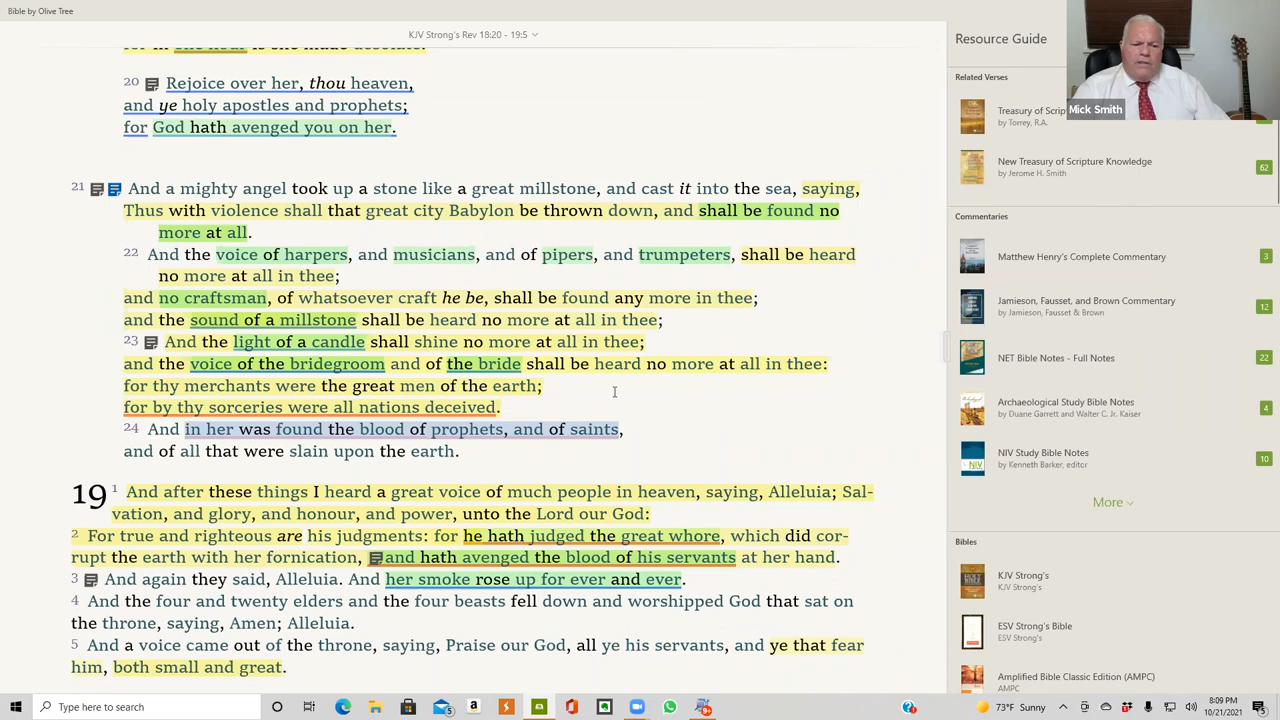 Bible by Olive Tree
KJV Strong's Rev 18:20 - 19:5
20 Rejoice over her, thou heaven,
and ye holy apostles and prophets;
for God hath avenged you on her.
21 And a mighty angel took up a stone like a great millstone, and cast it into the sea, saying,
Thus with violence shall that great city Babylon be thrown down, and shall be found no
more at all.
22 And the voice of harpers, and musicians, and of pipers, and trumpeters, shall be heard
no more at all in thee;
and no craftsman, of whatsoever craft he be, shall be found any more in thee;
and the sound of a millstone shall be heard no more at all in thee;
23 And the light of a candle shall shine no more at all in thee;
and the voice of the bridegroom and of the bride shall be heard no more at all in thee:
for thy merchants were the great men of the earth;
for by thy sorceries were all nations deceived.
24 And in her was found the blood of prophets, and of saints,
and of all that were slain upon the earth.
19 1 And after these things I heard a great voice of much people in heaven, saying, Alleluia; Sal-
vation, and glory, and honour, and power, unto the Lord our God:
2 For true and righteous are his judgments: for he hath judged the great whore, which did cor-
rupt the earth with her fornication, and hath avenged the blood of his servants at her hand.
3 And again they said, Alleluia. And her smoke rose up for ever and ever.
4 And the four and twenty elders and the four beasts fell down and worshipped God that sat on
the throne, saying, Amen; Alleluia.
5 And a voice came out of the throne, saying, Praise our God, all ye his servants, and ye that fear
him, both small and great.
Resource Guide
Related Verses
Treasury of Scrip
by Torrey, R.A.
Mick Smith
New Treasury of Scripture Knowledge
by Jerome H. Smith
62
Commentaries
Matthew Henry's Complete Commentary
3
Jamieson, Fausset, and Brown Commentary
by Jamieson, Fausset & Brown
12
NET Bible Notes - Full Notes
22
Archaeological Study Bible Notes
by Duane Garrett and Walter C. Jr. Kaiser
4
NIV Study Bible Notes
by Kenneth Barker, editor
10
More
Bibles
KJV Strong's
KJV Strong's
ESV Strong's Bible
ESV Strong's
Amplified Bible Classic Edition (AMPC)
AMPC
Type here to search
73°F Sunny
8:09 PM
10/21/2021